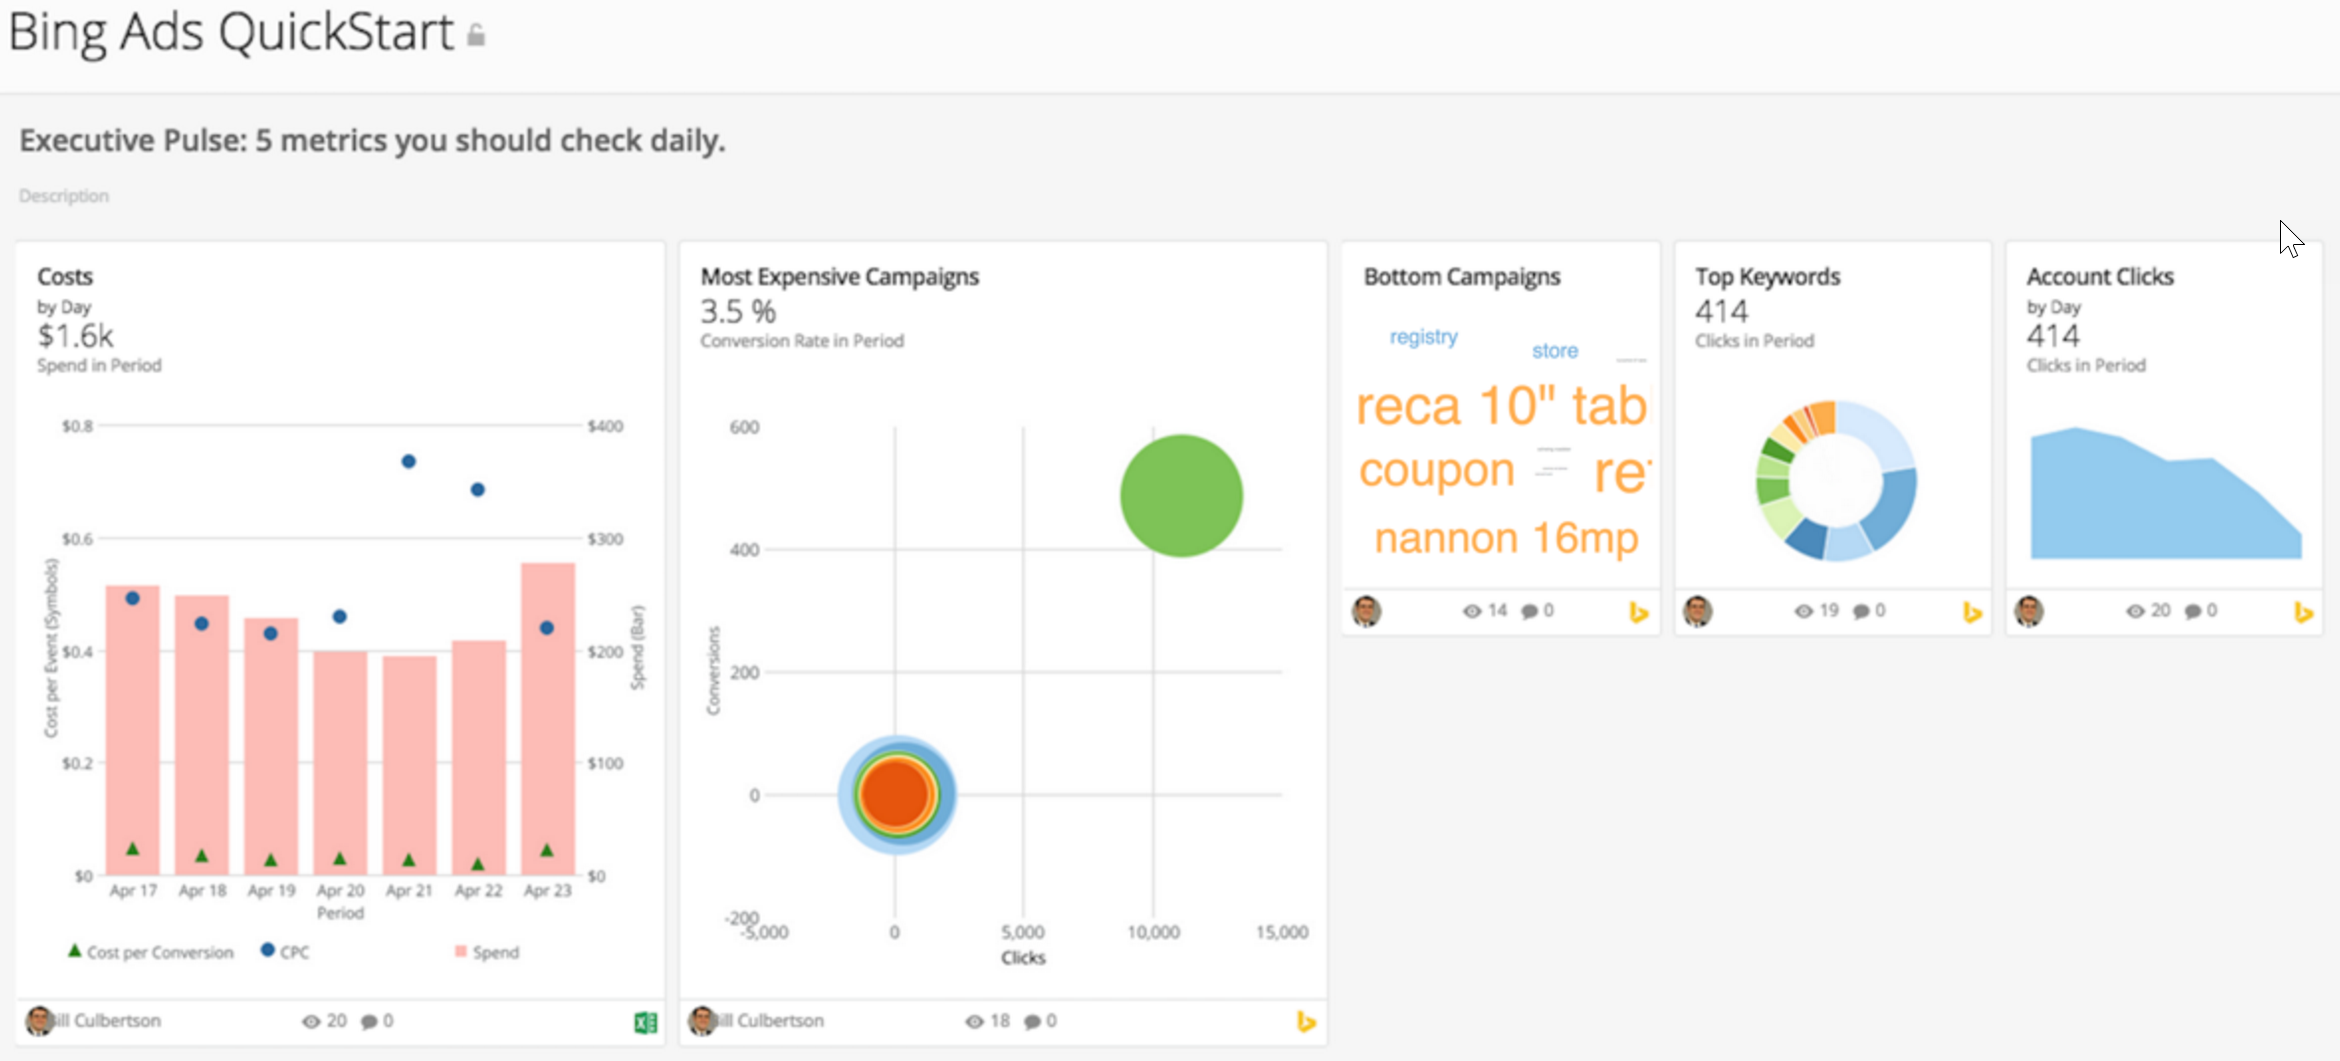 Bing Ads QuickStart
Executive Pulse: 5 metrics you should check daily.
Description
Costs
by Day
$1.6k
Spend in Period
$0.8
$0.6
$0.4
$0.2
$0
Cost per Event (Symbols)
$400
$300
$200
$100
$0
Spend (Bar)
Apr 17 Apr 18 Apr 19 Apr 20 Apr 21 Apr 22 Apr 23
Period
Cost per Conversion CPC Spend
ill Culbertson 20 0
Most Expensive Campaigns
3.5 %
Conversion Rate in Period
600
400
200
0
-200
Conversions
-5,000 0 5,000 10,000 15,000
Clicks
ill Culbertson 18 0
Bottom Campaigns
registry
store
reca 10" tab
coupon re
nannon 16mp
14 0
Top Keywords
414
Clicks in Period
19 0
Account Clicks
by Day
414
Clicks in Period
20 0